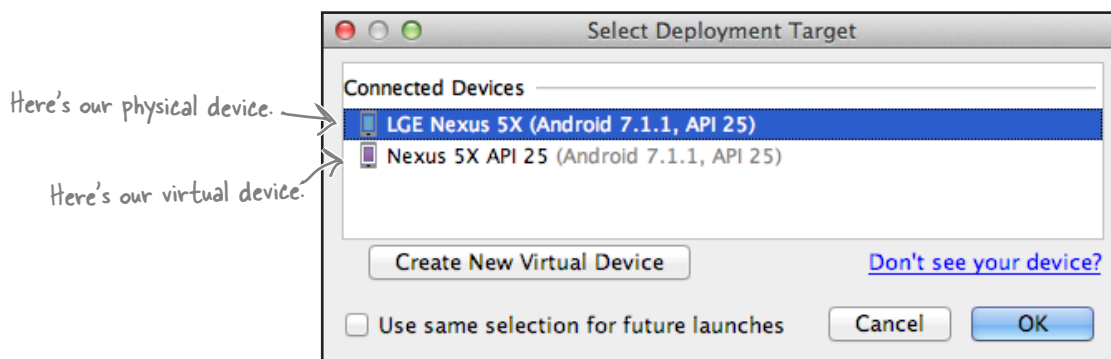 Select Deployment Target
Connected Devices
Here's our physical device.
LGE Nexus 5X (Android 7.1.1, API 25)
Nexus 5X API 25 (Android 7.1.1, API 25)
Here's our virtual device.
Create New Virtual Device
Don't see your device?
Use same selection for future launches
Cancel
OK